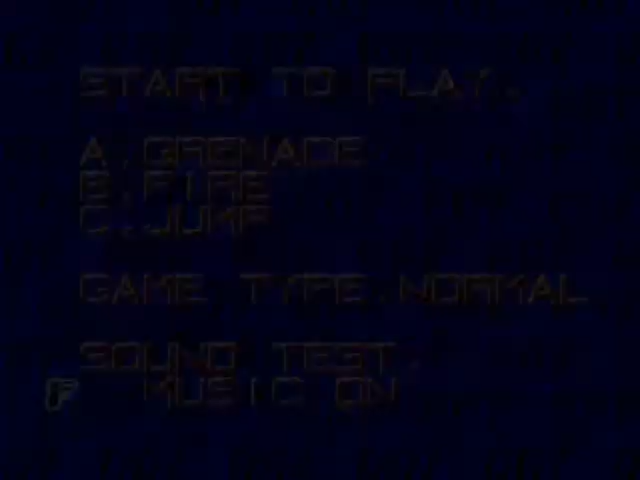 START TO PLAY.
A.GRENADE
B.FIRE
C.JUMP
GAME TYPE.NORMAL
SOUND TEST.
MUSIC ON